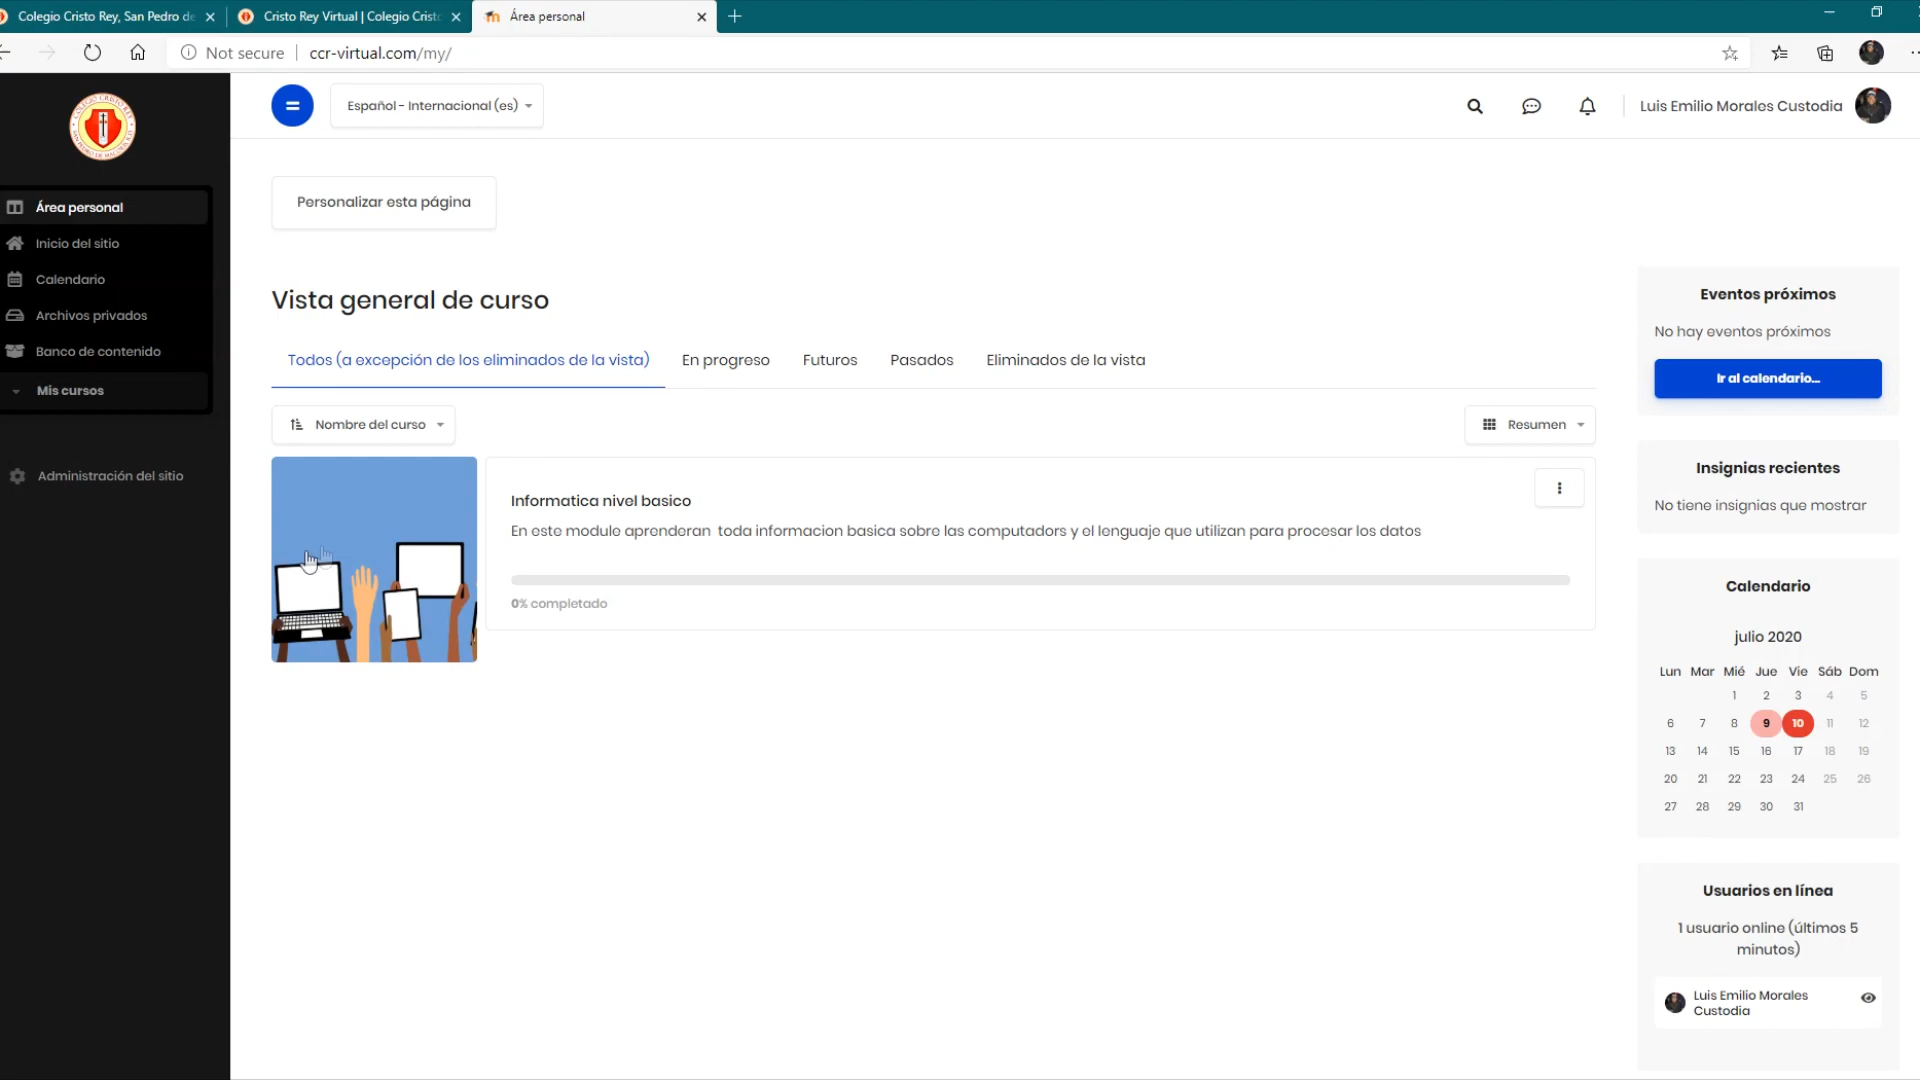 Colegio Cristo Rey, San Pedro de
Cristo Rey Virtual | Colegio Cristo
Área personal
Not secure
ccr-virtual.com/my/
COLEGIO CRISTO REY
Español - Internacional (es)
Luis Emilio Morales Custodia
Área personal
Inicio del sitio
Calendario
Archivos privados
Banco de contenido
Mis cursos
Administración del sitio
Personalizar esta página
Vista general de curso
Todos (a excepción de los eliminados de la vista)
En progreso
Futuros
Pasados
Eliminados de la vista
Nombre del curso
Resumen
Informatica nivel basico
En este module aprenderan toda informacion basica sobre las computadors y el lenguaje que utilizan para procesar los datos
0% completado
Eventos próximos
No hay eventos próximos
Ir al calendario...
Insignias recientes
No tiene insignias que mostrar
Calendario
julio 2020
Lun Mar Mié Jue Vie Sáb Dom
1 2 3 4 5
6 7 8 9 10 11 12
13 14 15 16 17 18 19
20 21 22 23 24 25 26
27 28 29 30 31
Usuarios en línea
1 usuario online (últimos 5
minutos)
Luis Emilio Morales
Custodia